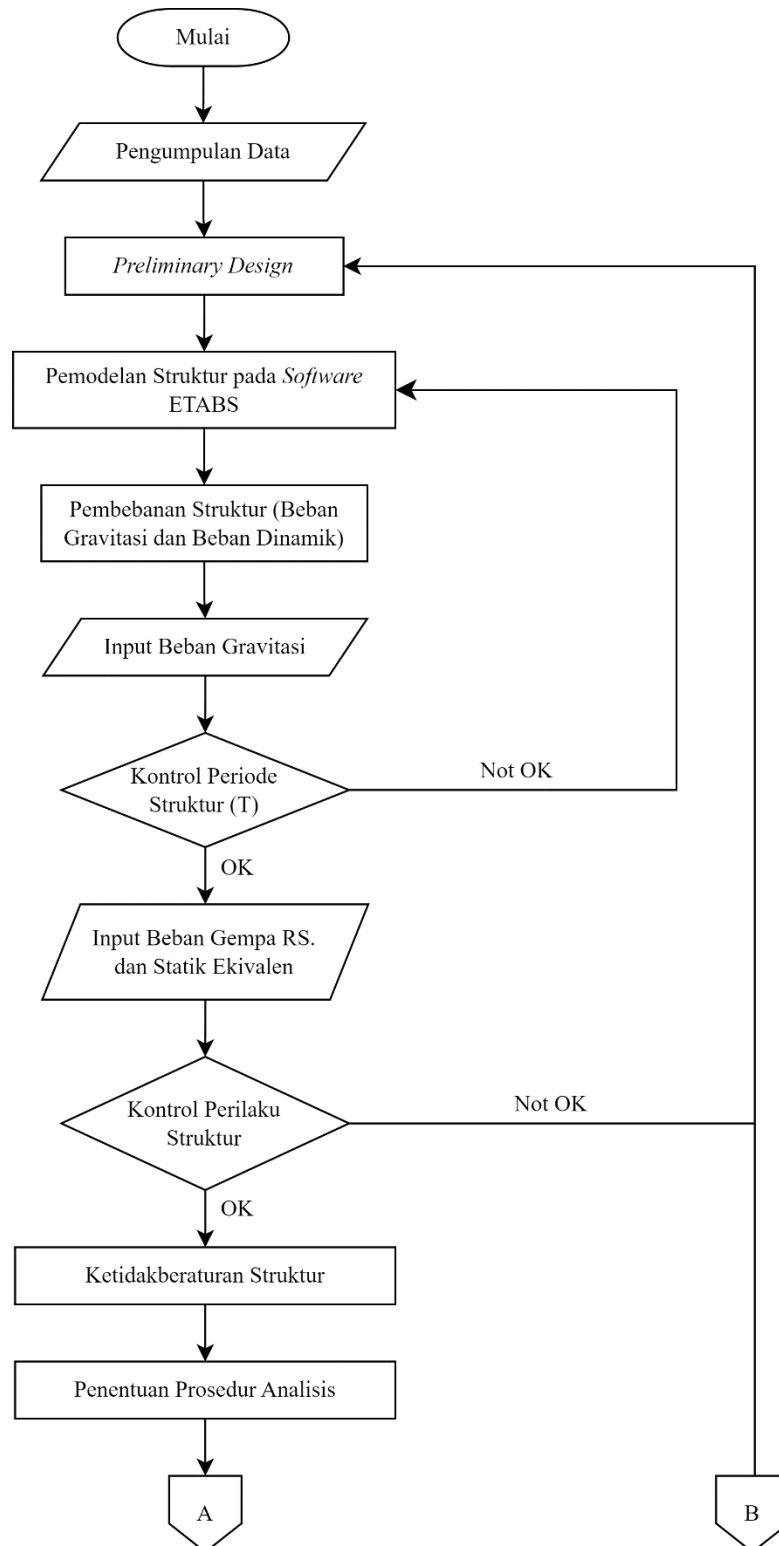 Mulai
Pengumpulan Data
Preliminary Design
Pemodelan Struktur pada Software
ETABS
Pembebanan Struktur (Beban
Gravitasi dan Beban Dinamik)
Input Beban Gravitasi
Kontrol Periode
Struktur (T)
Not OK
OK
Input Beban Gempa RS.
dan Statik Ekivalen
Kontrol Perilaku
Struktur
Not OK
OK
Ketidakberaturan Struktur
Penentuan Prosedur Analisis
A
B